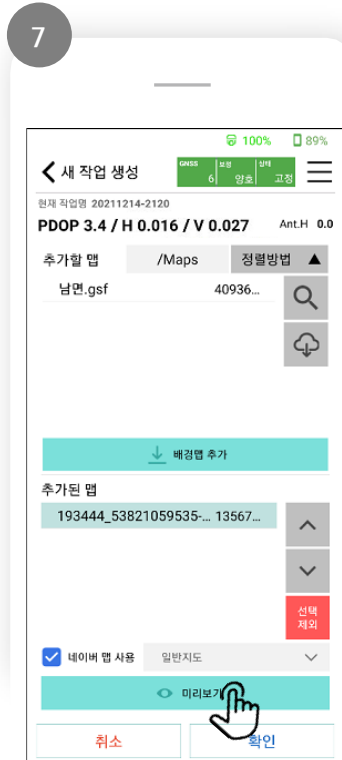 7
100% 89%
새 작업 생성
GNSS 보정 상태
6 양호 고정
현재 작업명 20211214-2120
PDOP 3.4 / H 0.016 / V 0.027 Ant.H 0.0
추가할 맵 /Maps 정렬방법 ▲
남면.gsf 40936...
배경맵 추가
추가된 맵
193444_53821059535-... 13567...
선택
제외
네이버 맵 사용 일반지도
미리보기
취소 확인